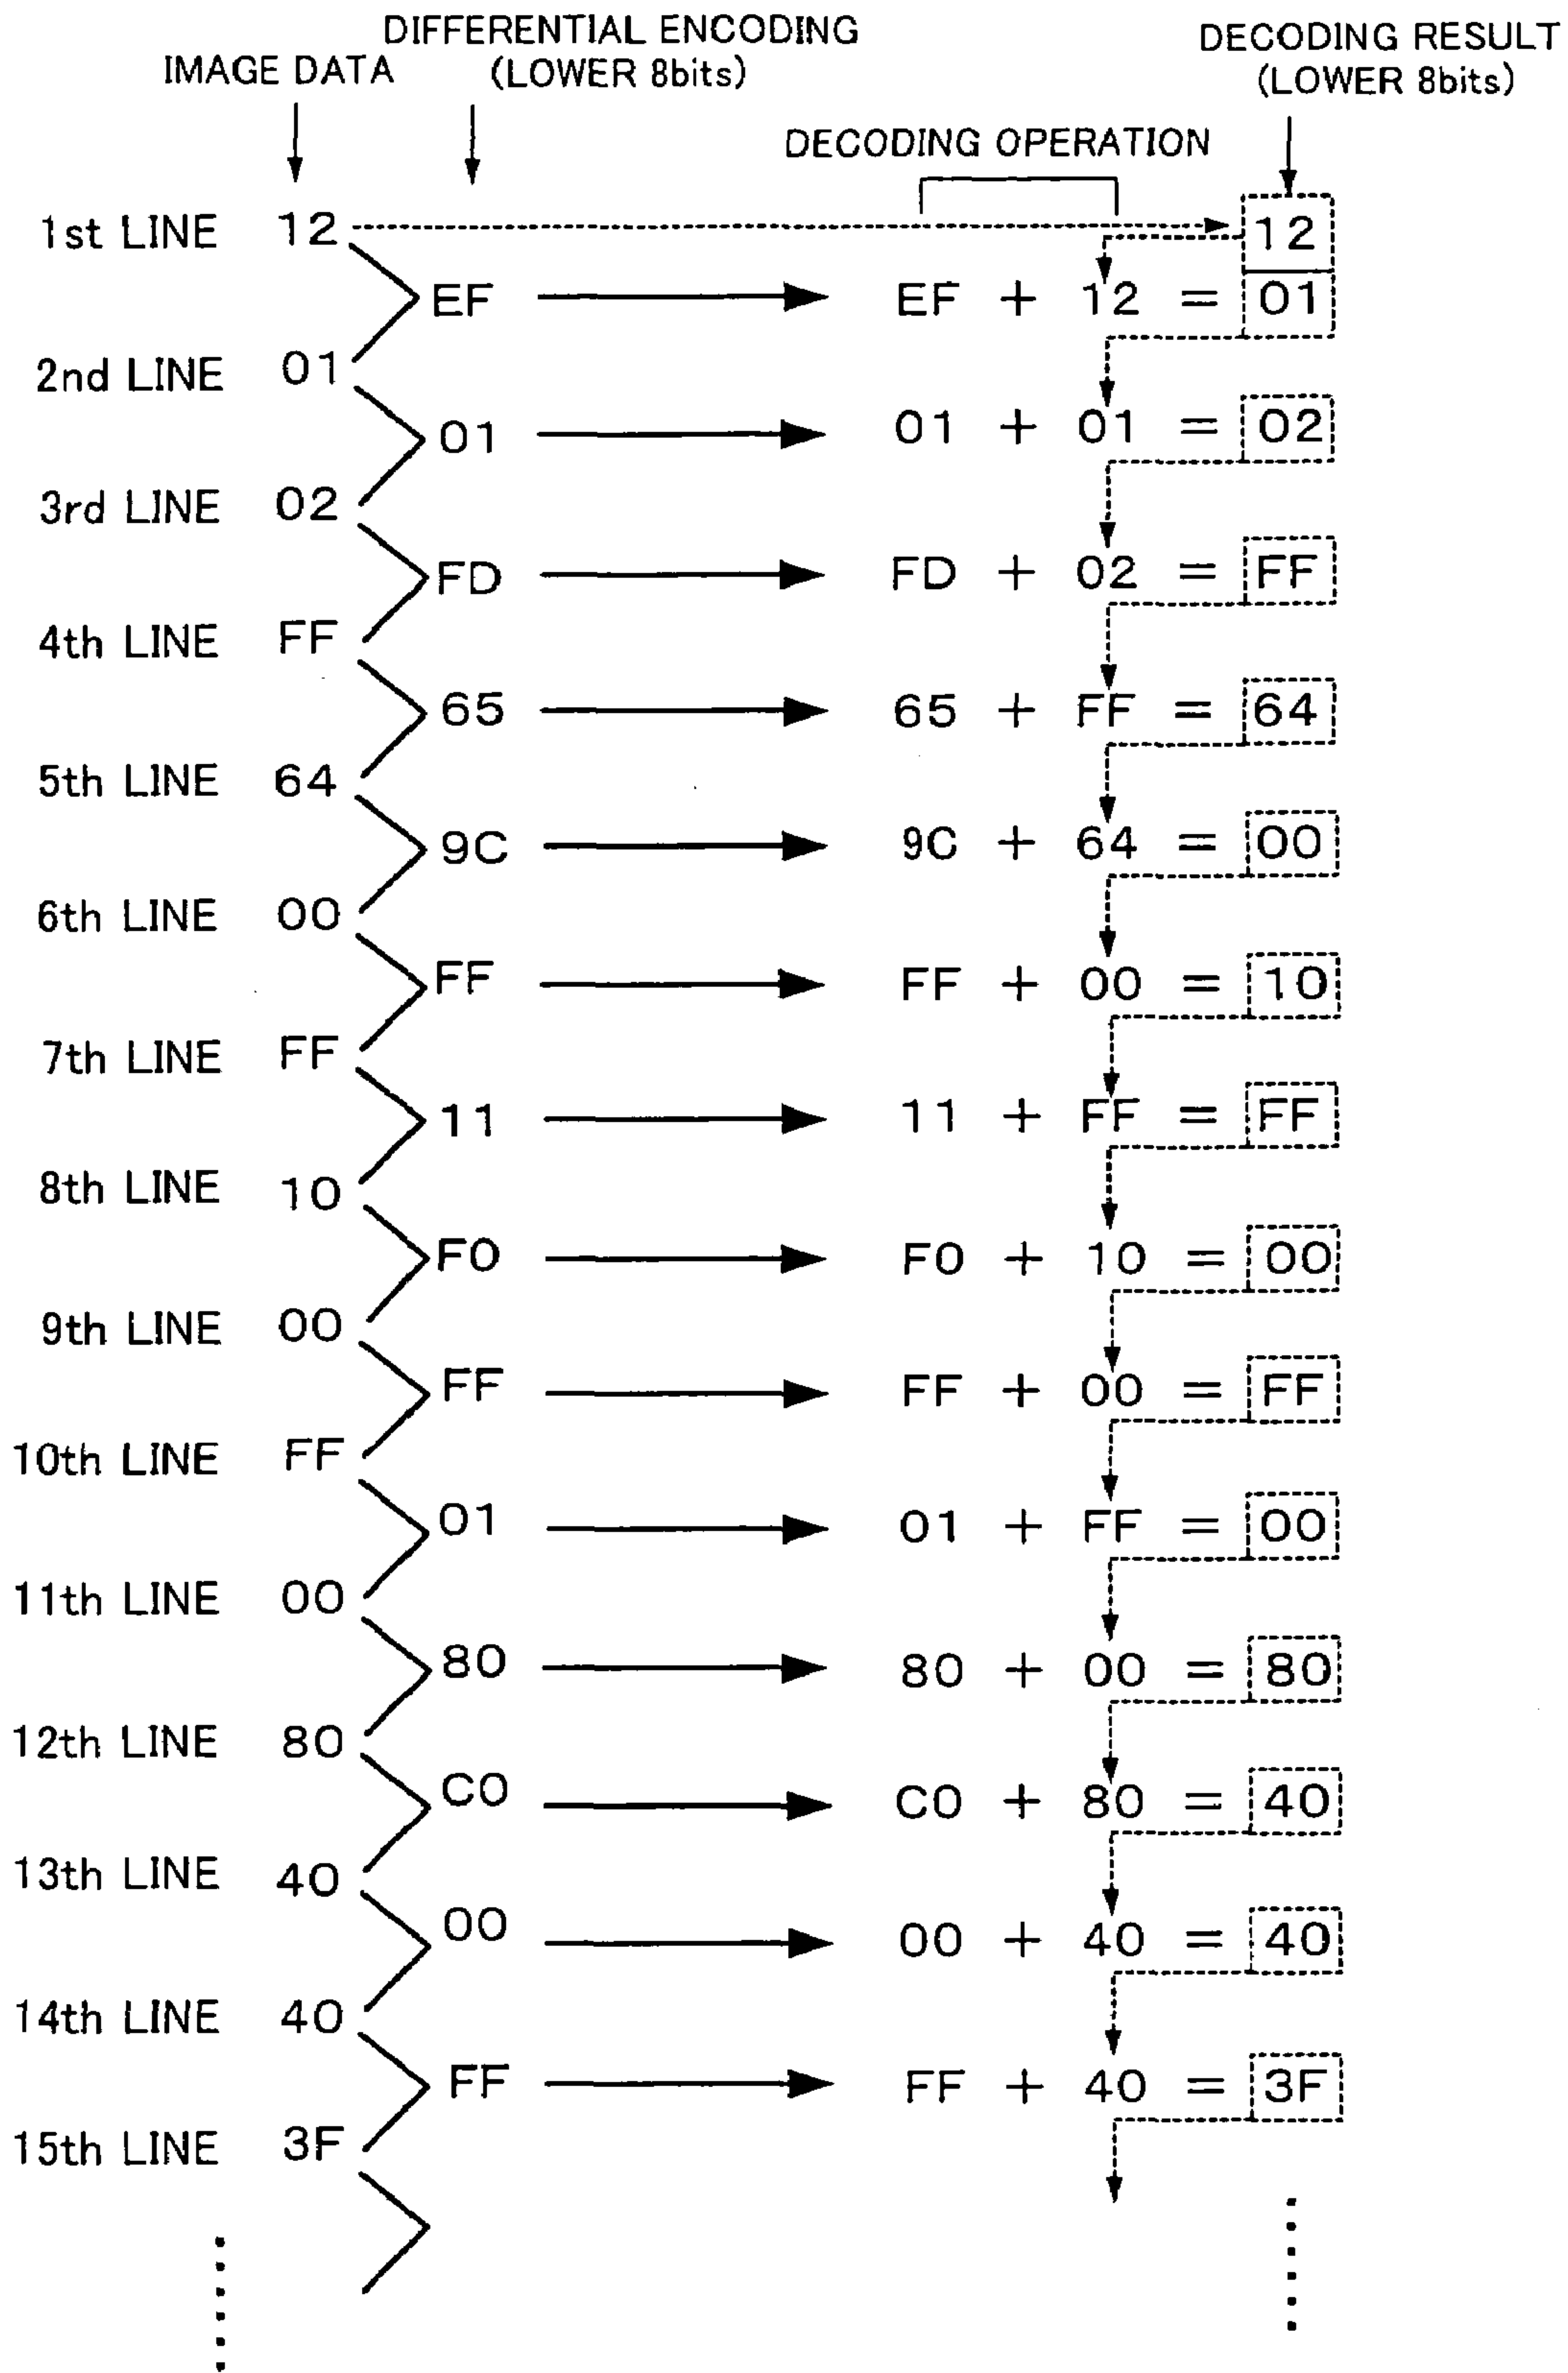 DIFFERENTIAL ENCODING
(LOWER 8bits)
IMAGE DATA
DECODING RESULT
(LOWER 8bits)
DECODING OPERATION
1st LINE 12 12
EF EF + 12 = 01
2nd LINE 01
01 01 + 01 = 02
3rd LINE 02
FD FD + 02 = FF
4th LINE FF
65 65 + FF = 64
5th LINE 64
9C 9C + 64 = 00
6th LINE 00
FF FF + 00 = 10
7th LINE FF
11 11 + FF = FF
8th LINE 10
F0 F0 + 10 = 00
9th LINE 00
FF FF + 00 = FF
10th LINE FF
01 01 + FF = 00
11th LINE 00
80 80 + 00 = 80
12th LINE 80
C0 C0 + 80 = 40
13th LINE 40
00 00 + 40 = 40
14th LINE 40
FF FF + 40 = 3F
15th LINE 3F